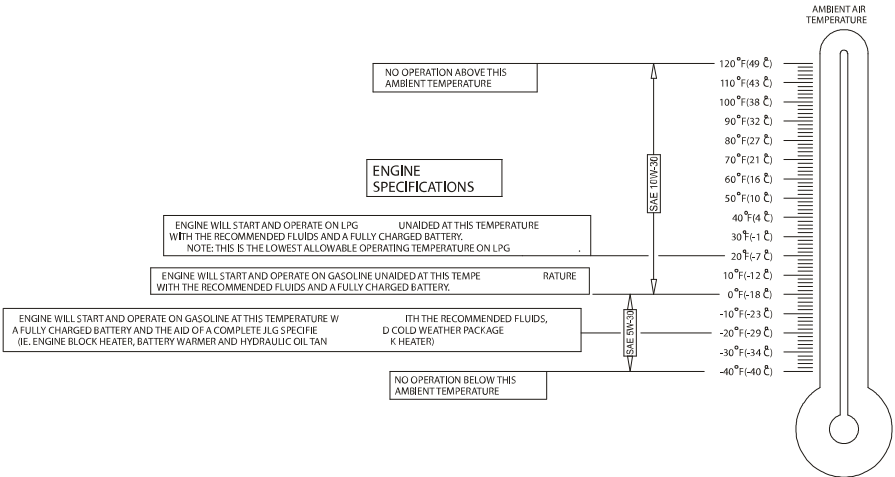 AMBIENT AIR
TEMPERATURE
120°F(49 C)
NO OPERATION ABOVE THIS
AMBIENT TEMPERATURE
110°F(43 C)
100°F(38 C)
90°F(32 C)
80°F(27 C)
70°F(21 C)
60°F(16 C)
50°F(10 C)
40°F(4 C)
30°F(-1 C)
20°F(-7 C)
10°F(-12 C)
0°F(-18 C)
-10°F(-23 C)
-20°F(-29 C)
-30°F(-34 C)
-40°F(-40 C)
SAE 10W-30
SAE 5W-30
ENGINE
SPECIFICATIONS
ENGINE WILL START AND OPERATE ON LPG UNAIDED AT THIS TEMPERATURE
WITH THE RECOMMENDED FLUIDS AND A FULLY CHARGED BATTERY.
NOTE: THIS IS THE LOWEST ALLOWABLE OPERATING TEMPERATURE ON LPG .
ENGINE WILL START AND OPERATE ON GASOLINE UNAIDED AT THIS TEMPE RATURE
WITH THE RECOMMENDED FLUIDS AND A FULLY CHARGED BATTERY.
ENGINE WILL START AND OPERATE ON GASOLINE AT THIS TEMPERATURE W ITH THE RECOMMENDED FLUIDS,
A FULLY CHARGED BATTERY AND THE AID OF A COMPLETE JLG SPECIFIE D COLD WEATHER PACKAGE
(IE. ENGINE BLOCK HEATER, BATTERY WARMER AND HYDRAULIC OIL TAN K HEATER)
NO OPERATION BELOW THIS
AMBIENT TEMPERATURE